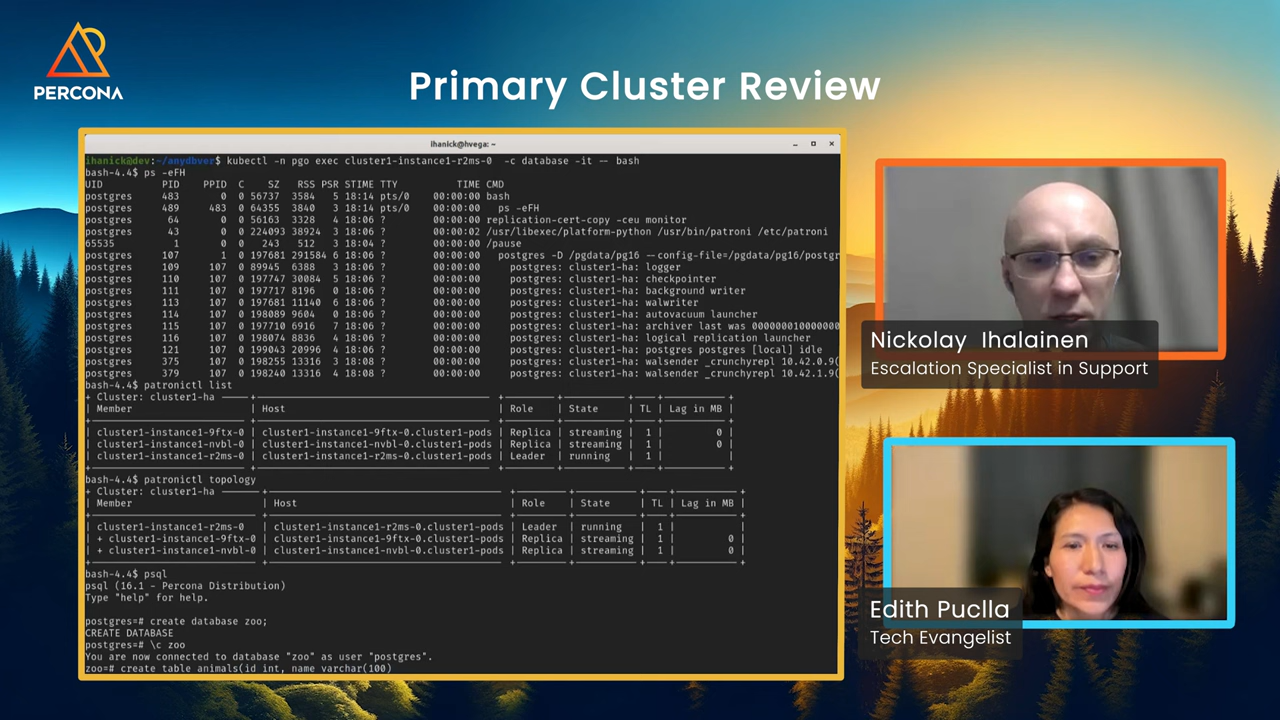 PERCONA
Primary Cluster Review
ihanick@hvega: ~
ihanick@dev:~/anydbver$ kubectl -n pgo exec cluster1-instance1-r2ms-0  -c database -it -- bash
bash-4.4$ ps -eFH
UID          PID    PPID  C    SZ   RSS PSR STIME TTY          TIME CMD
postgres     483       0  0 56737  3584   5 18:14 pts/0    00:00:00 bash
postgres     489     483  0 64355  3840   3 18:14 pts/0    00:00:00   ps -eFH
postgres      64       0  0 56163  3328   4 18:06 ?        00:00:00 replication-cert-copy -ceu monitor
postgres      43       0  0 224093 38924  3 18:06 ?        00:00:02 /usr/libexec/platform-python /usr/bin/patroni /etc/patroni
65535          1       0  0   243   512   3 18:04 ?        00:00:00 /pause
postgres     107       1  0 197681 291584 6 18:06 ?        00:00:00   postgres -D /pgdata/pg16 --config-file=/pgdata/pg16/postgr
postgres     109     107  0 89945  6388   3 18:06 ?        00:00:00     postgres: cluster1-ha: logger
postgres     110     107  0 197747 30084  5 18:06 ?        00:00:00     postgres: cluster1-ha: checkpointer
postgres     111     107  0 197717 8196   0 18:06 ?        00:00:00     postgres: cluster1-ha: background writer
postgres     113     107  0 197681 11140  6 18:06 ?        00:00:00     postgres: cluster1-ha: walwriter
postgres     114     107  0 198089 9604   0 18:06 ?        00:00:00     postgres: cluster1-ha: autovacuum launcher
postgres     115     107  0 197710 6916   7 18:06 ?        00:00:00     postgres: cluster1-ha: archiver last was 000000010000000
postgres     116     107  0 198074 8836   4 18:06 ?        00:00:00     postgres: cluster1-ha: logical replication launcher
postgres     121     107  0 199043 20996  4 18:06 ?        00:00:00     postgres: cluster1-ha: postgres postgres [local] idle
postgres     375     107  0 198255 13316  3 18:08 ?        00:00:00     postgres: cluster1-ha: walsender _crunchyrepl 10.42.0.9(
postgres     379     107  0 198240 13316  4 18:08 ?        00:00:00     postgres: cluster1-ha: walsender _crunchyrepl 10.42.1.9(
bash-4.4$ patronictl list
+ Cluster: cluster1-ha
| Member | Host | Role | State | TL | Lag in MB |
| cluster1-instance1-9ftx-0 | cluster1-instance1-9ftx-0.cluster1-pods | Replica | streaming | 1 | 0 |
| cluster1-instance1-nvbl-0 | cluster1-instance1-nvbl-0.cluster1-pods | Replica | streaming | 1 | 0 |
| cluster1-instance1-r2ms-0 | cluster1-instance1-r2ms-0.cluster1-pods | Leader | running | 1 | |
bash-4.4$ patronictl topology
+ Cluster: cluster1-ha
| Member | Host | Role | State | TL | Lag in MB |
| cluster1-instance1-r2ms-0 | cluster1-instance1-r2ms-0.cluster1-pods | Leader | running | 1 | |
| + cluster1-instance1-9ftx-0 | cluster1-instance1-9ftx-0.cluster1-pods | Replica | streaming | 1 | 0 |
| + cluster1-instance1-nvbl-0 | cluster1-instance1-nvbl-0.cluster1-pods | Replica | streaming | 1 | 0 |
bash-4.4$ psql
psql (16.1 - Percona Distribution)
Type "help" for help.
postgres=# create database zoo;
CREATE DATABASE
postgres=# \c zoo
You are now connected to database "zoo" as user "postgres".
zoo=# create table animals(id int, name varchar(100)
Nickolay Ihalainen
Escalation Specialist in Support
Edith Puclla
Tech Evangelist